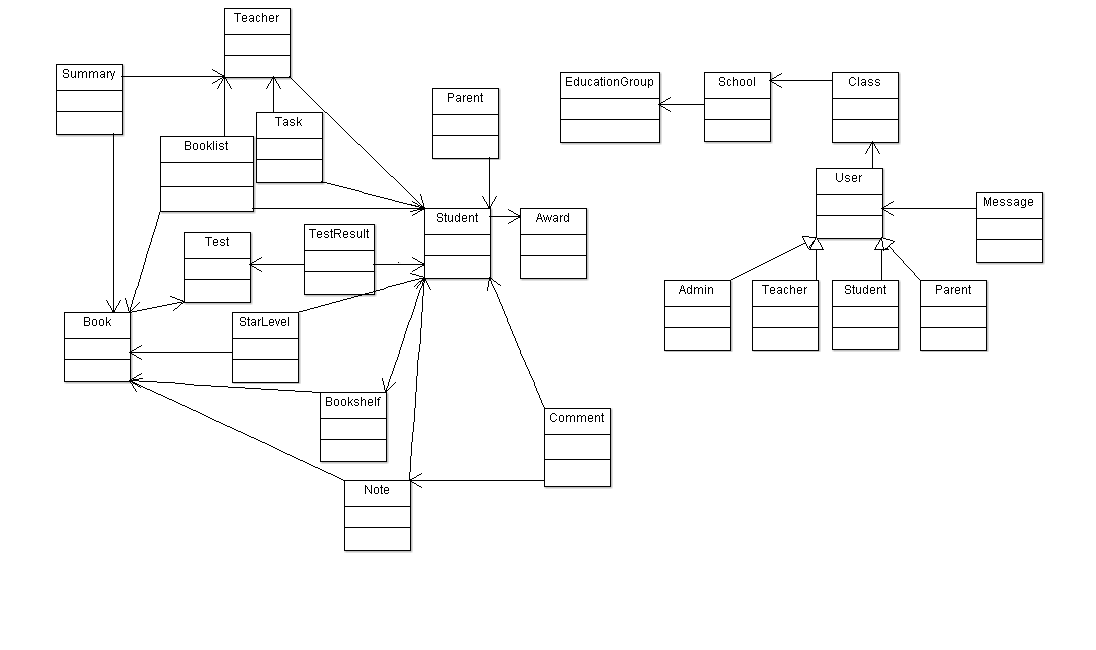 Teacher
Summary
Booklist
Task
Parent
Student
Award
Test
TestResult
Book
StarLevel
Bookshelf
Note
Comment
EducationGroup
School
Class
User
Message
Admin
Teacher
Student
Parent